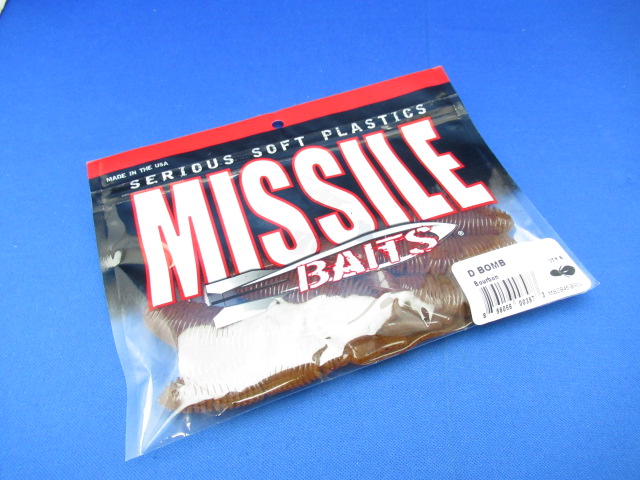 MADE IN THE USA
SERIOUS SOFT PLASTICS
MISSILE
BAITS®
D BOMB
Bourbon